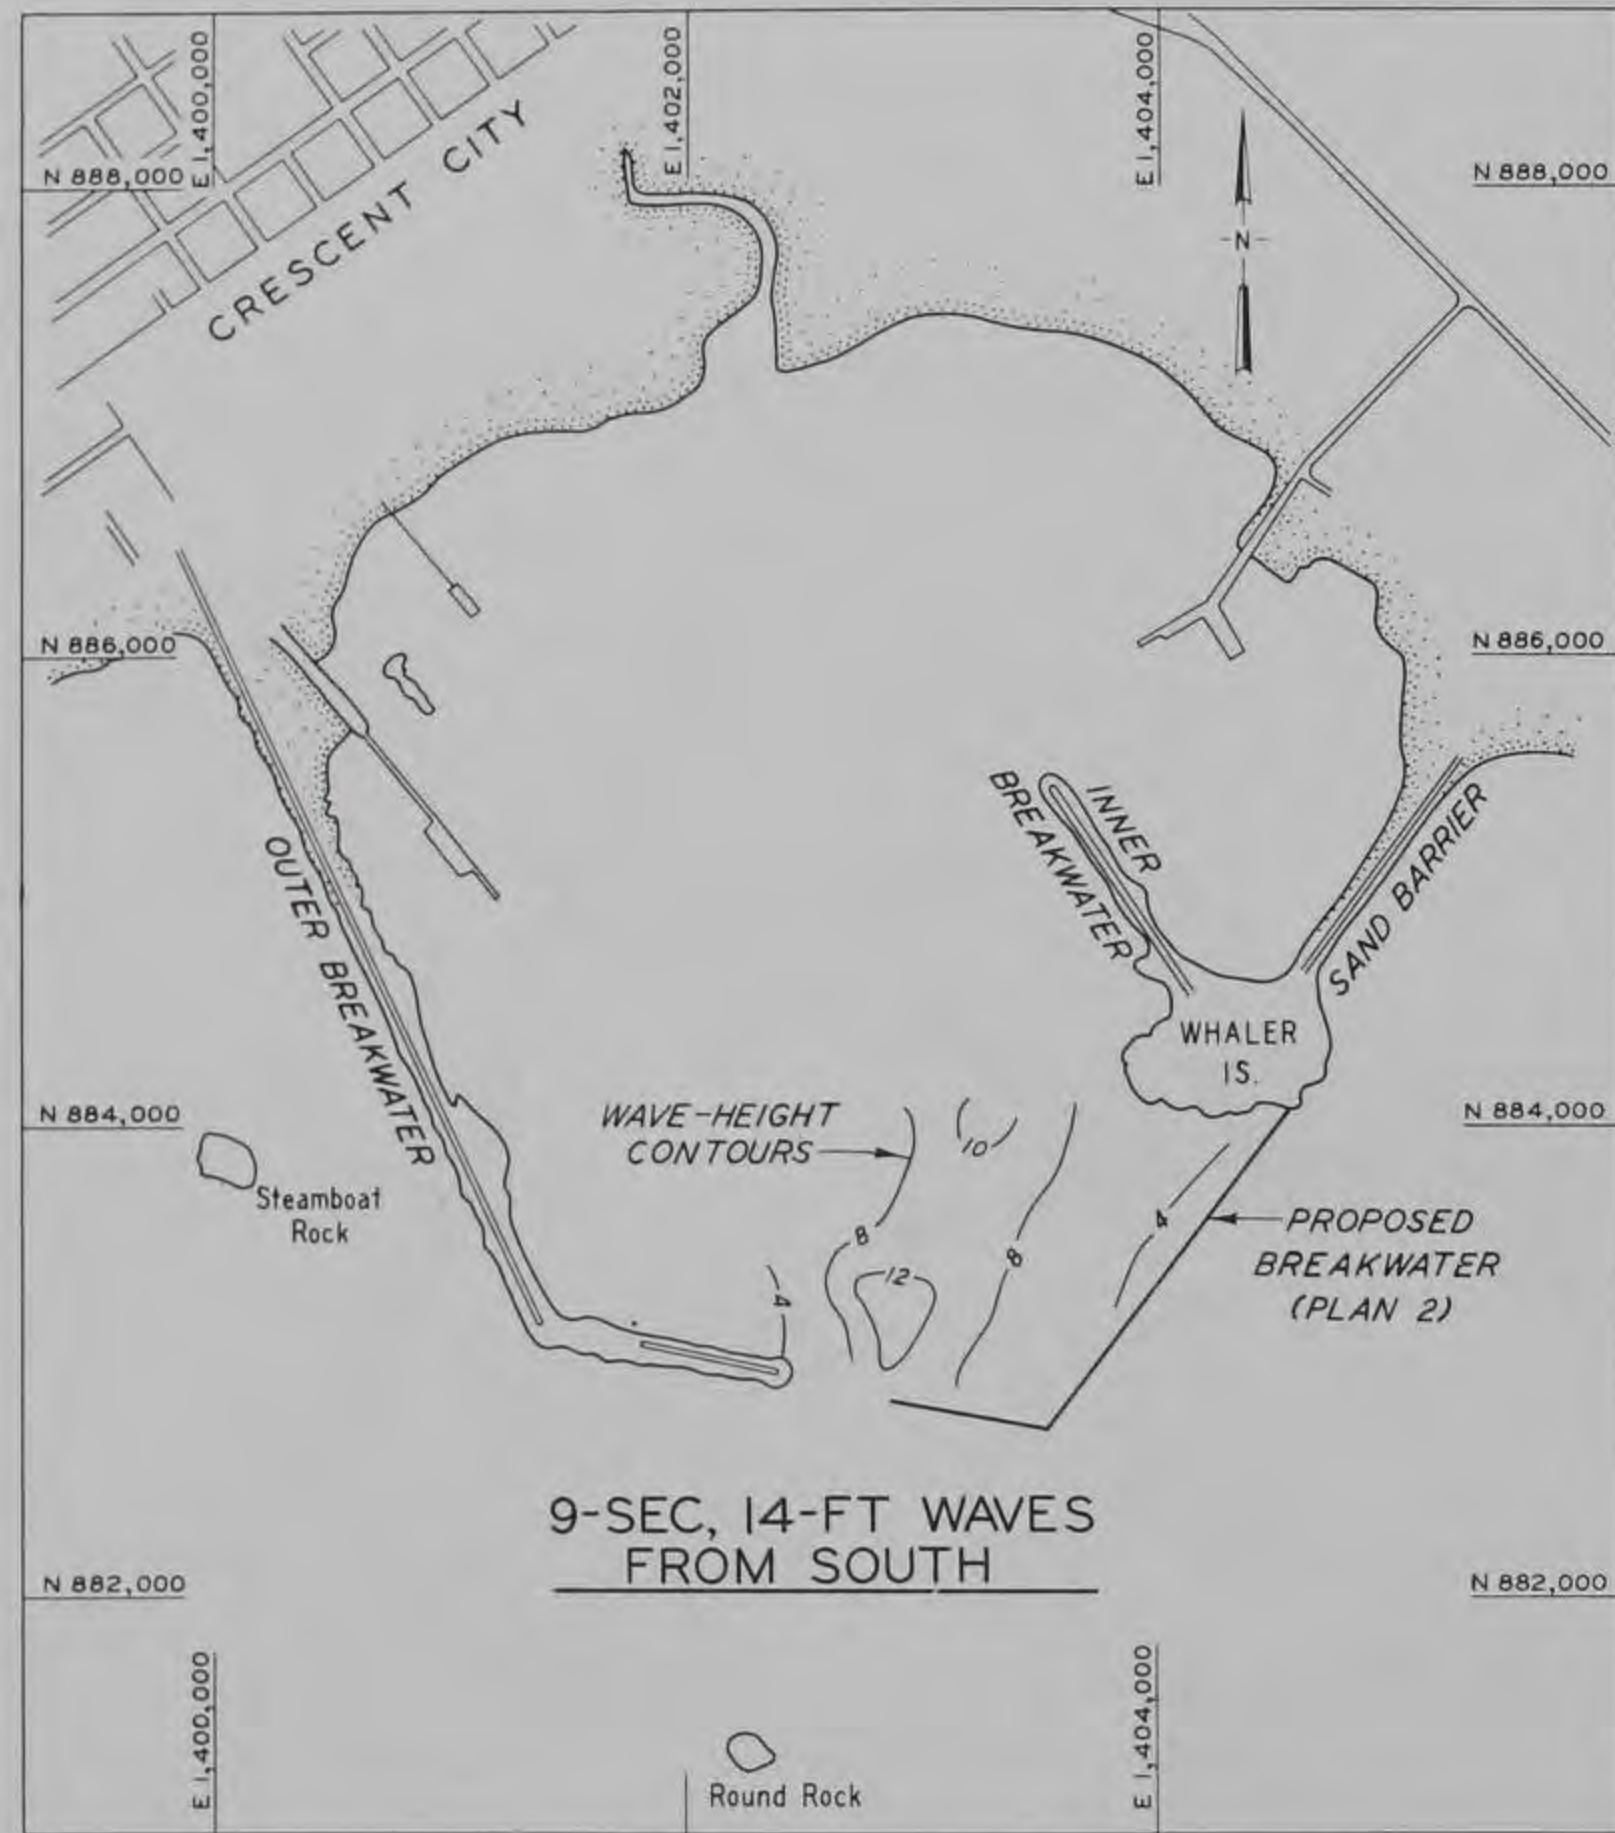 E 1,400,000
E 1,402,000
E 1,404,000
N 888,000
N 888,000
CRESCENT CITY
-N-
N 886,000
N 886,000
OUTER BREAKWATER
INNER
BREAKWATER
SAND BARRIER
WHALER
IS.
N 884,000
N 884,000
WAVE-HEIGHT
CONTOURS
10
Steamboat
Rock
8
8
4
12
4
PROPOSED
BREAKWATER
(PLAN 2)
9-SEC, 14-FT WAVES
FROM SOUTH
N 882,000
N 882,000
E 1,400,000
E 1,404,000
Round Rock